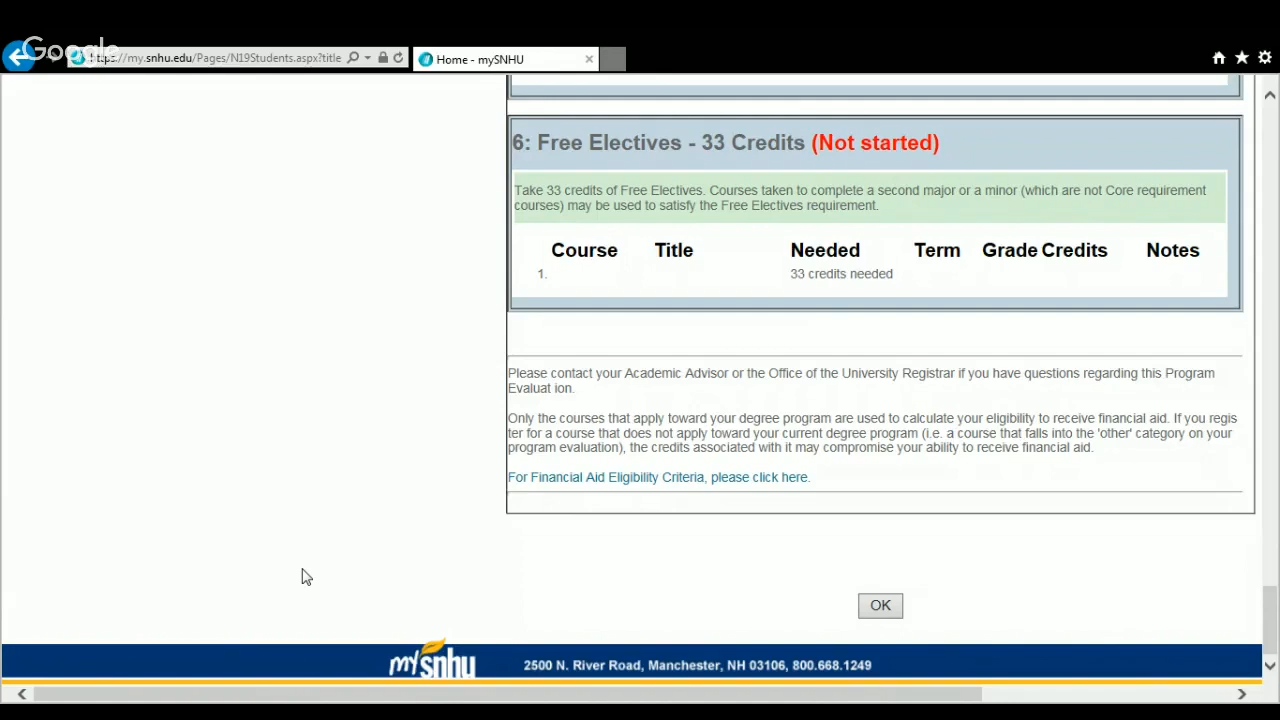 Google
https://my.snhu.edu/Pages/N19Students.aspx?title
Home - mySNHU
6: Free Electives - 33 Credits (Not started)
Take 33 credits of Free Electives. Courses taken to complete a second major or a minor (which are not Core requirement
courses) may be used to satisfy the Free Electives requirement.
Course Title Needed Term Grade Credits Notes
1. 33 credits needed
Please contact your Academic Advisor or the Office of the University Registrar if you have questions regarding this Program
Evaluat ion.
Only the courses that apply toward your degree program are used to calculate your eligibility to receive financial aid. If you regis
ter for a course that does not apply toward your current degree program (i.e. a course that falls into the 'other' category on your
program evaluation), the credits associated with it may compromise your ability to receive financial aid.
For Financial Aid Eligibility Criteria, please click here.
OK
mysnhu 2500 N. River Road, Manchester, NH 03106, 800.668.1249